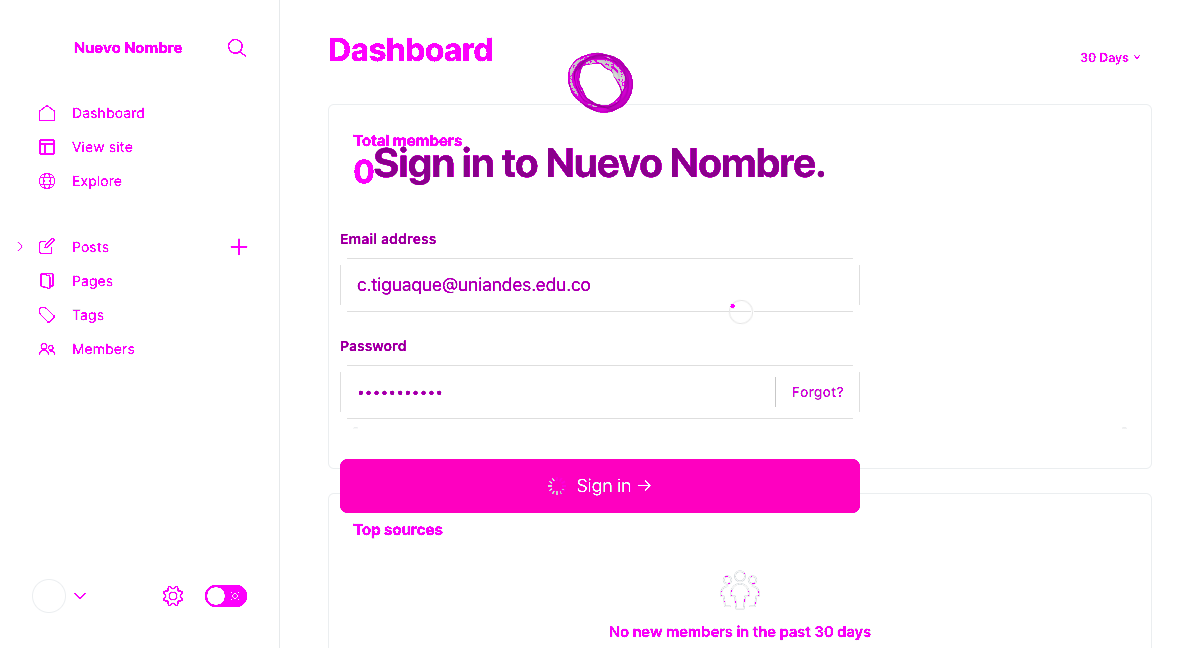 Nuevo Nombre
Dashboard
View site
Explore
Posts
Pages
Tags
Members
Dashboard
30 Days
Total members
0
Sign in to Nuevo Nombre.
Email address
c.tiguaque@uniandes.edu.co
Password
•••••••••••
Forgot?
Sign in →
Top sources
No new members in the past 30 days